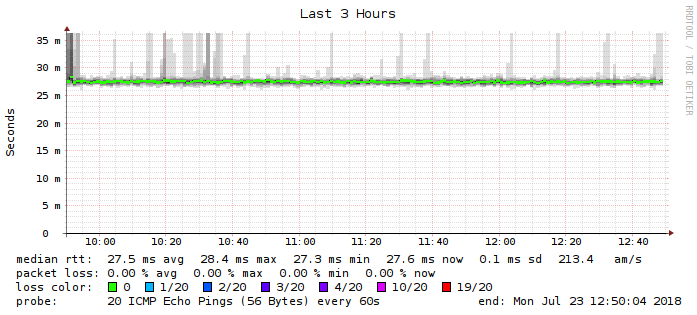 Last 3 Hours
RRDTOOL / TOBI OETIKER
Seconds
35 m
30 m
25 m
20 m
15 m
10 m
5 m
0
10:00 10:20 10:40 11:00 11:20 11:40 12:00 12:20 12:40
median rtt: 27.5 ms avg 28.4 ms max 27.3 ms min 27.6 ms now 0.1 ms sd 213.4 am/s
packet loss: 0.00 % avg 0.00 % max 0.00 % min 0.00 % now
loss color: 0 1/20 2/20 3/20 4/20 10/20 19/20
probe: 20 ICMP Echo Pings (56 Bytes) every 60s end: Mon Jul 23 12:50:04 2018